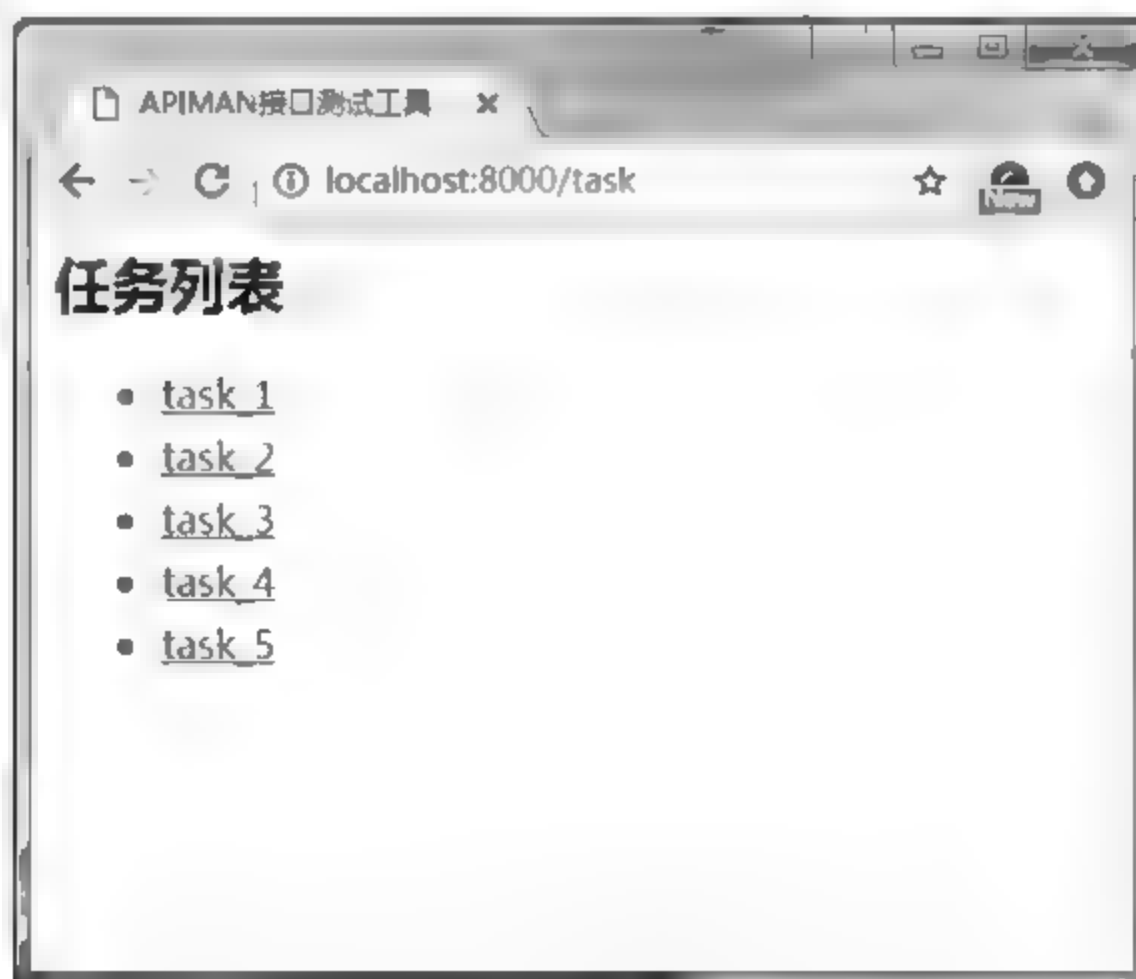 APIMAN接口测试工具
localhost:8000/task
New
任务列表
task_1
task_2
task_3
task_4
task_5